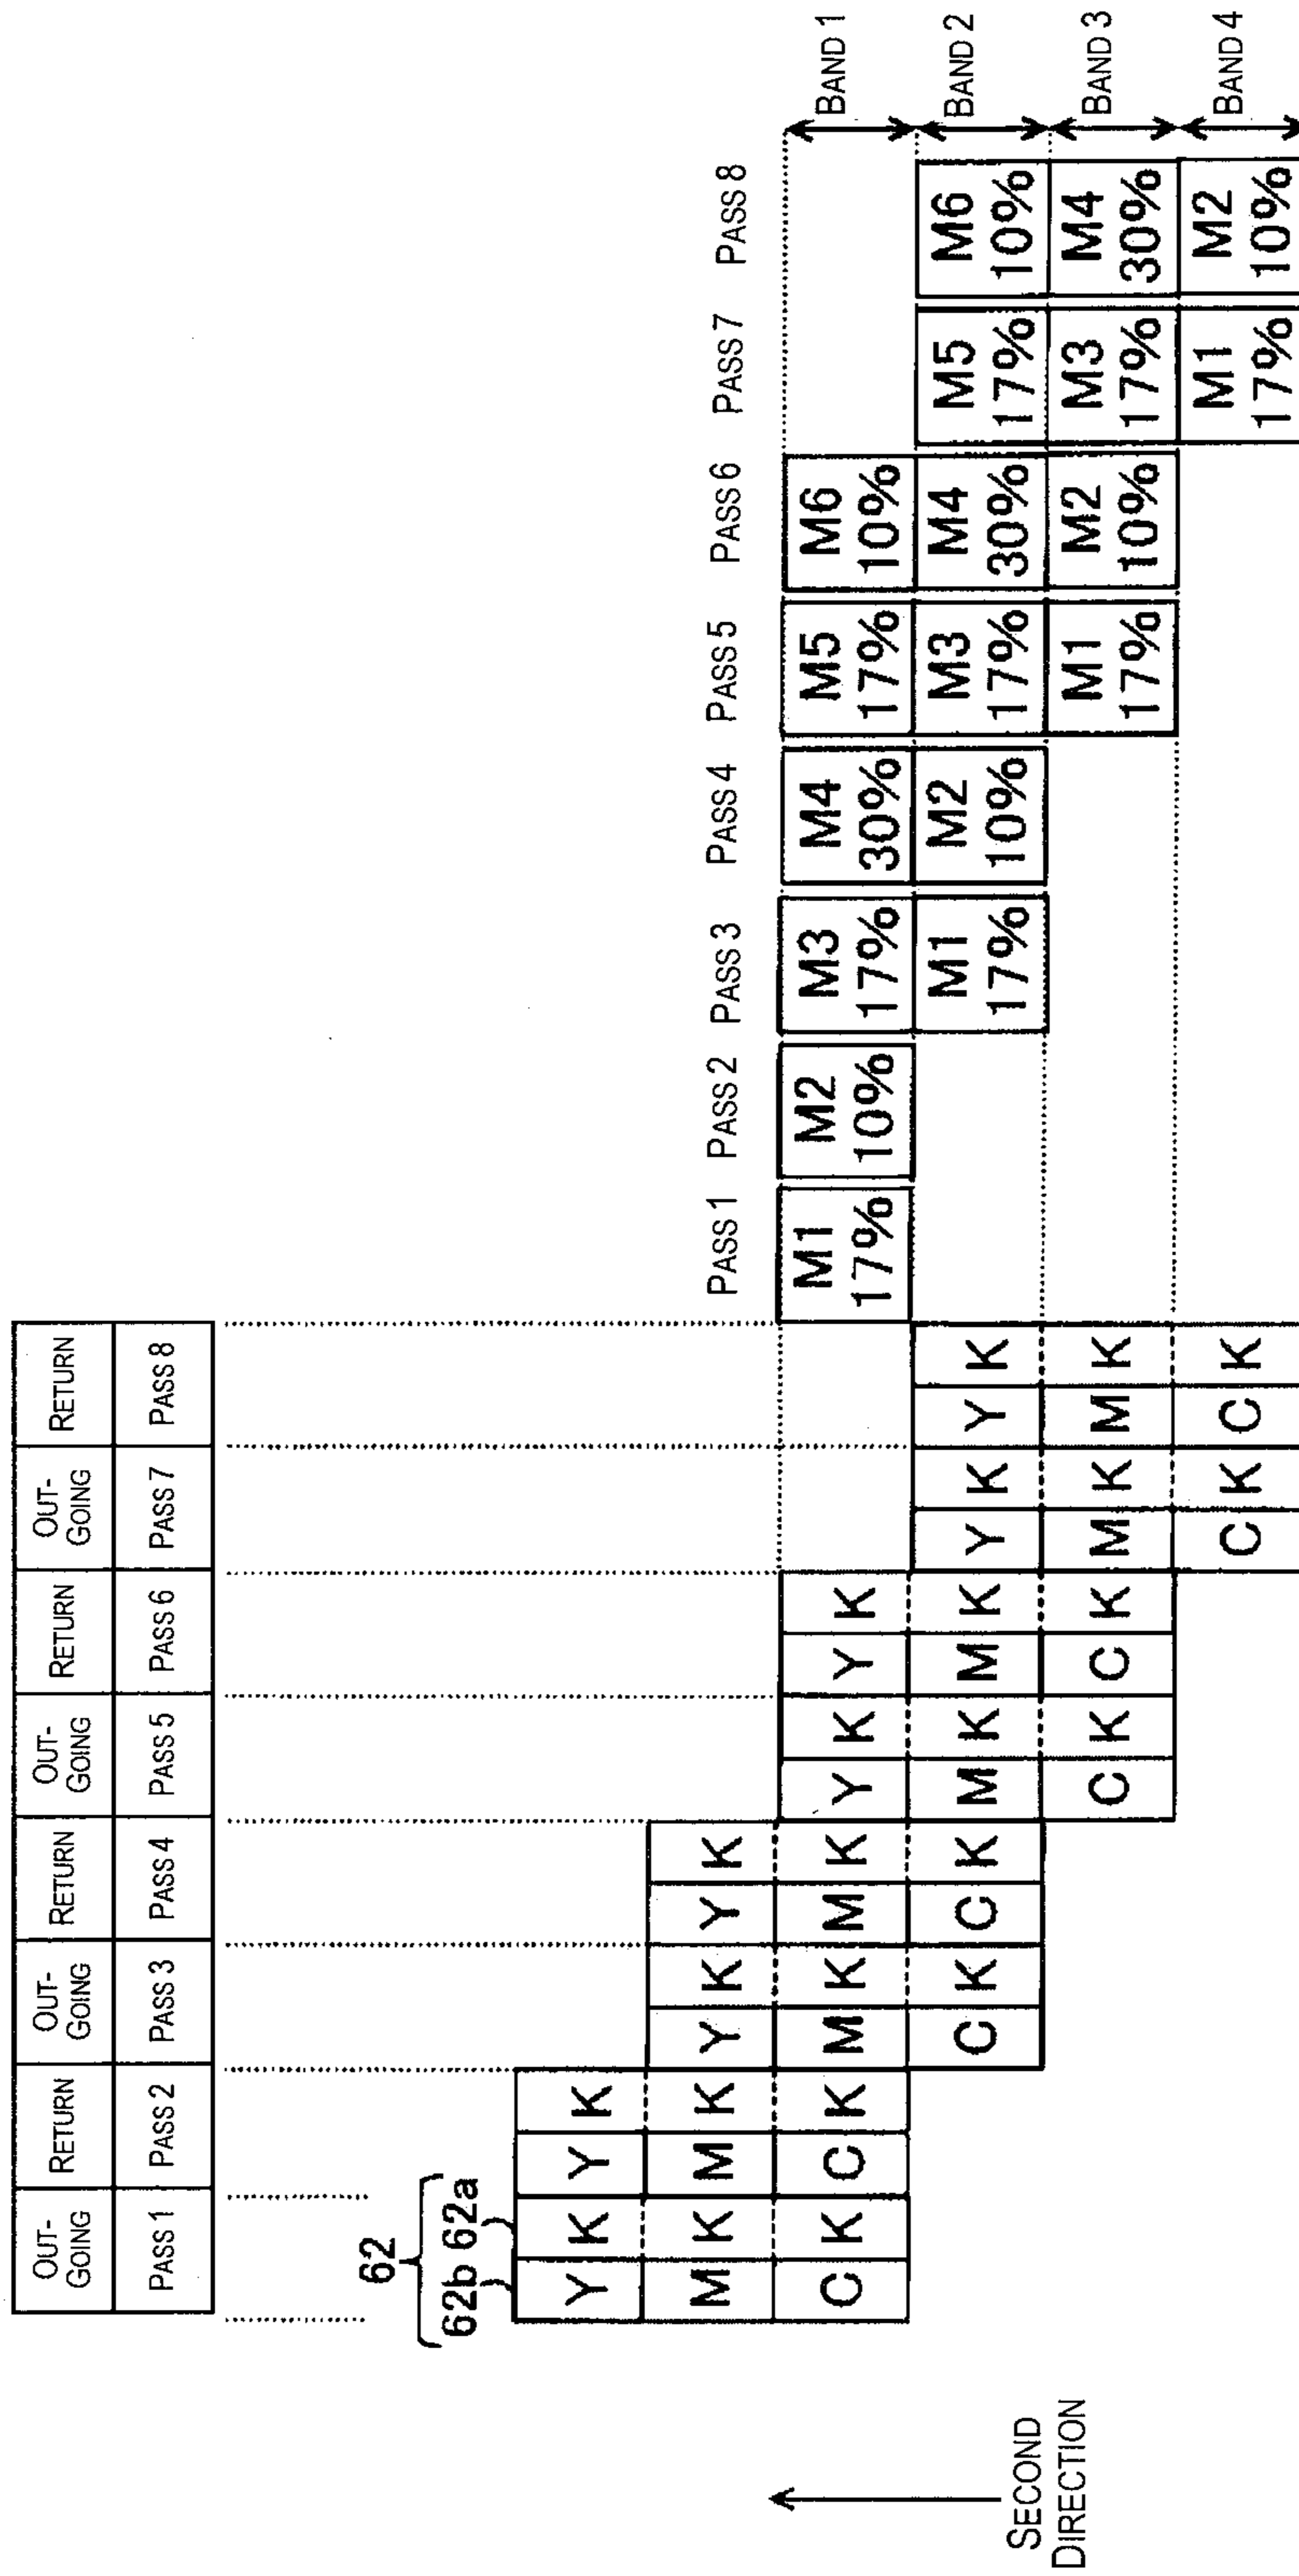 OUT-
GOING RETURN OUT-
GOING RETURN OUT-
GOING RETURN OUT-
GOING RETURN
PASS 1 PASS 2 PASS 3 PASS 4 PASS 5 PASS 6 PASS 7 PASS 8
62
62b 62a
Y K Y K
M K M K Y K Y K
C K C K M K M K Y K Y K
C K C K M K M K Y K Y K
C K C K M K M K
C K C K
SECOND
DIRECTION
PASS 1 PASS 2 PASS 3 PASS 4 PASS 5 PASS 6 PASS 7 PASS 8
M1 M2 M3 M4 M5 M6
17% 10% 17% 30% 17% 10%
BAND 1
M1 M2 M3 M4 M5 M6
17% 10% 17% 30% 17% 10%
BAND 2
M1 M2 M3 M4
17% 10% 17% 30%
BAND 3
M1 M2
17% 10%
BAND 4